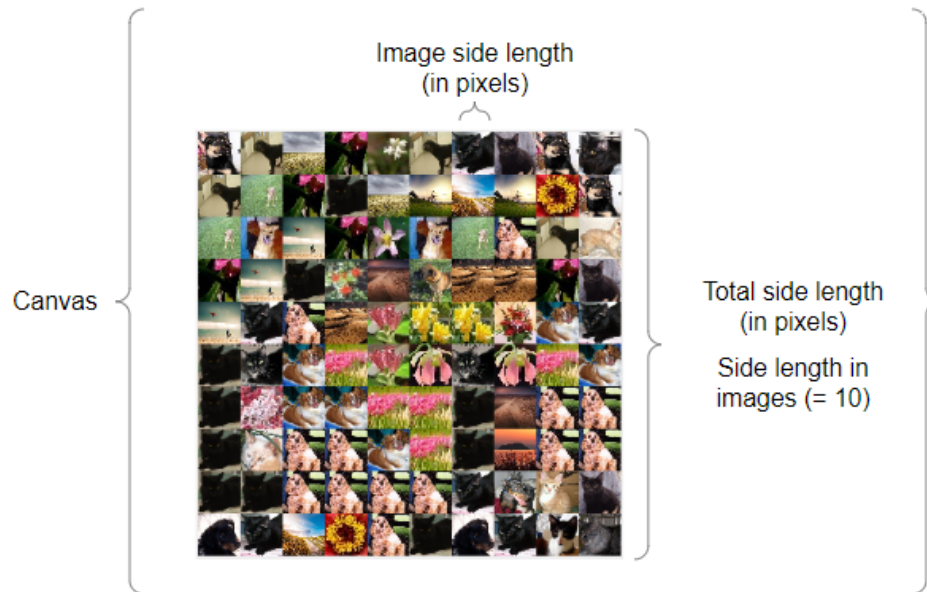 Image side length
(in pixels)
Canvas
Total side length
(in pixels)
Side length in
images (= 10)